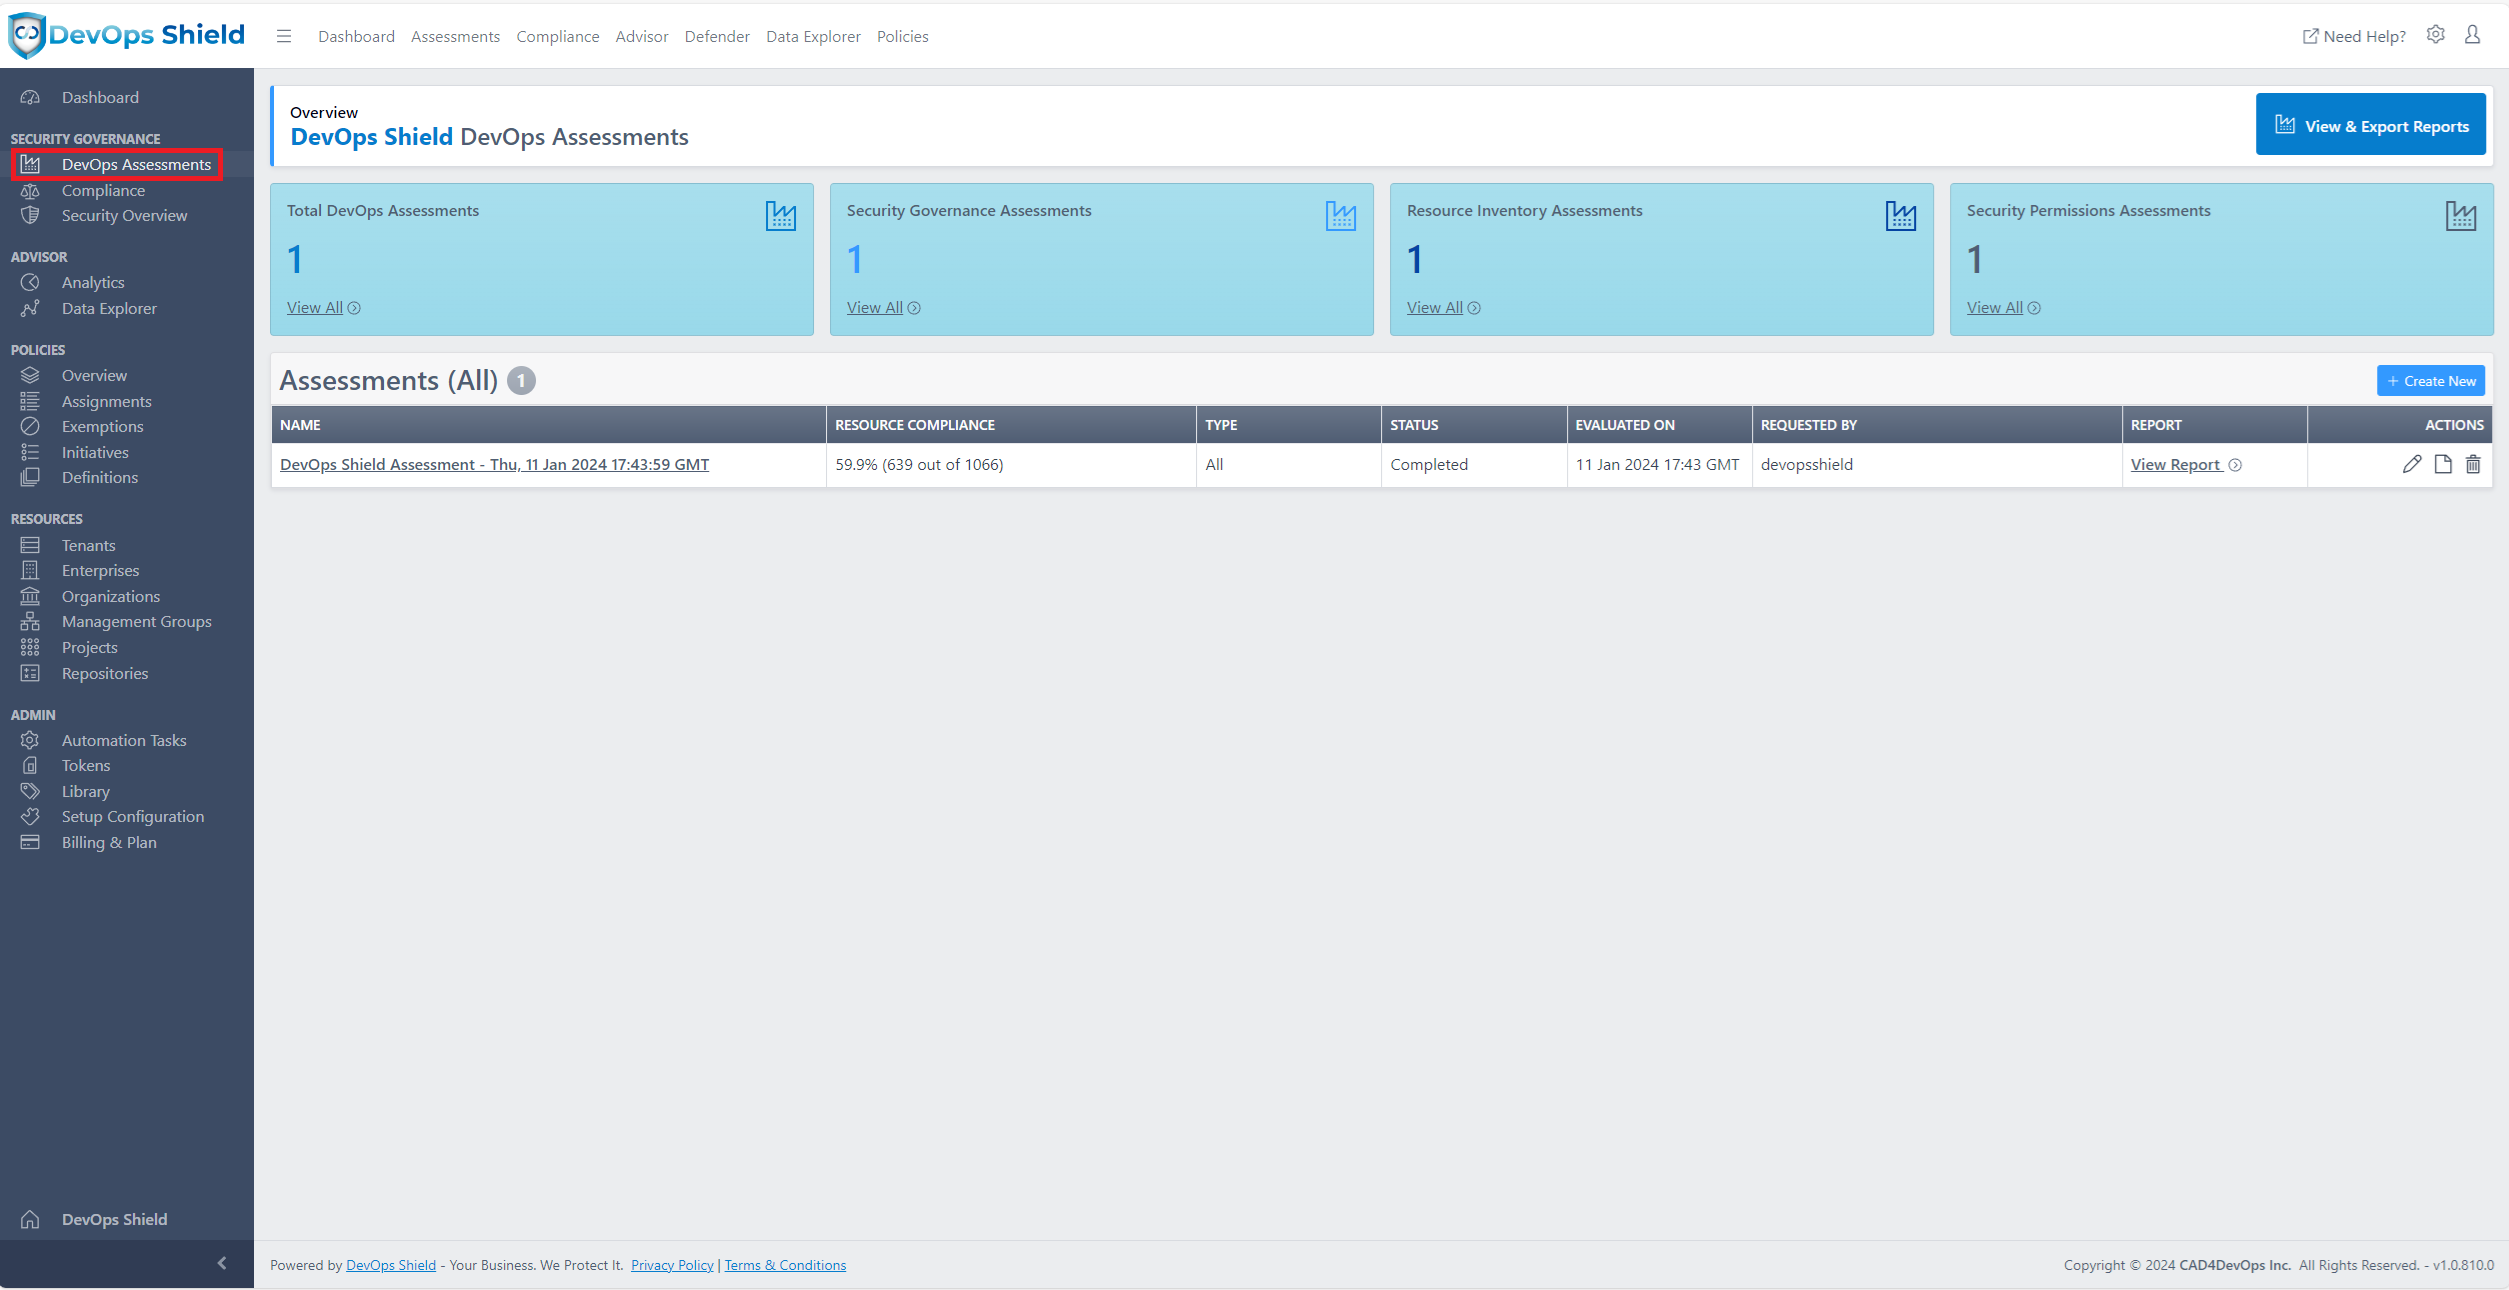 DevOps Shield
Dashboard Assessments Compliance Advisor Defender Data Explorer Policies
Need Help?
Dashboard
SECURITY GOVERNANCE
DevOps Assessments
Compliance
Security Overview
ADVISOR
Analytics
Data Explorer
POLICIES
Overview
Assignments
Exemptions
Initiatives
Definitions
RESOURCES
Tenants
Enterprises
Organizations
Management Groups
Projects
Repositories
ADMIN
Automation Tasks
Tokens
Library
Setup Configuration
Billing & Plan
DevOps Shield
Overview
DevOps Shield DevOps Assessments
View & Export Reports
Total DevOps Assessments
1
View All
Security Governance Assessments
1
View All
Resource Inventory Assessments
1
View All
Security Permissions Assessments
1
View All
Assessments (All) 1
+ Create New
NAME RESOURCE COMPLIANCE TYPE STATUS EVALUATED ON REQUESTED BY REPORT ACTIONS
DevOps Shield Assessment - Thu, 11 Jan 2024 17:43:59 GMT 59.9% (639 out of 1066) All Completed 11 Jan 2024 17:43 GMT devopsshield View Report
Powered by DevOps Shield - Your Business. We Protect It. Privacy Policy | Terms & Conditions
Copyright © 2024 CAD4DevOps Inc. All Rights Reserved. - v1.0.810.0